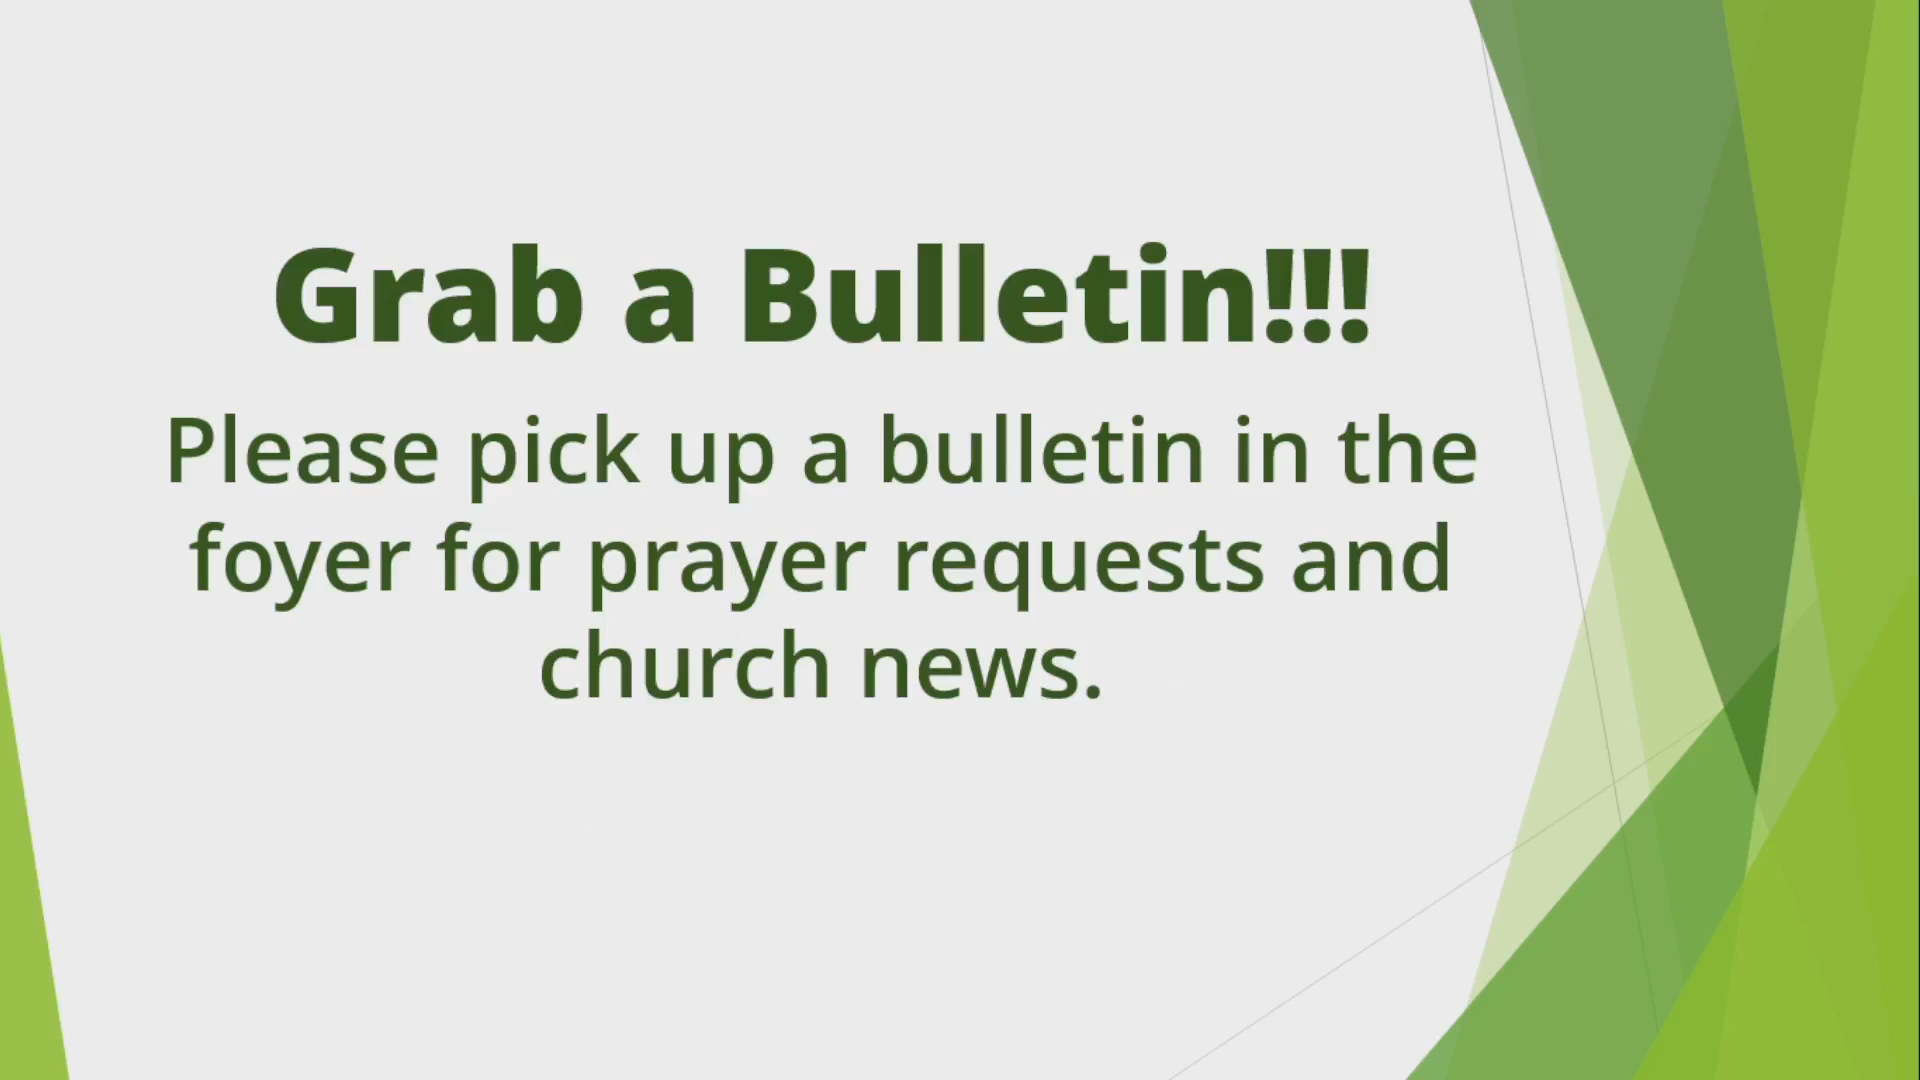 Grab a Bulletin!!!
Please pick up a bulletin in the
foyer for prayer requests and
church news.